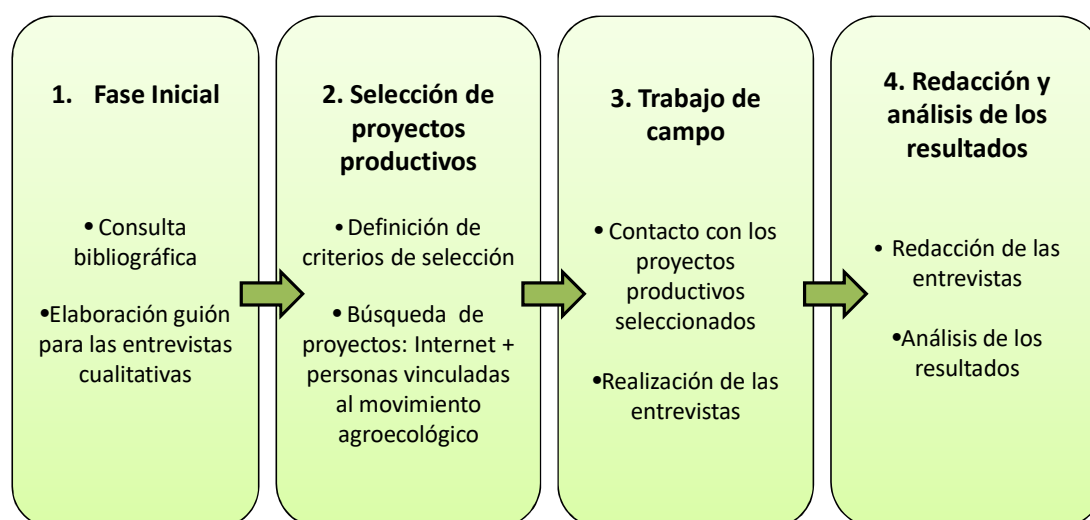 1. Fase Inicial
• Consulta
bibliográfica
•Elaboración guión
para las entrevistas
cualitativas
2. Selección de
proyectos
productivos
• Definición de
criterios de selección
• Búsqueda de
proyectos: Internet +
personas vinculadas
al movimiento
agroecológico
3. Trabajo de
campo
• Contacto con los
proyectos
productivos
seleccionados
•Realización de las
entrevistas
4. Redacción y
análisis de los
resultados
• Redacción de las
entrevistas
•Análisis de los
resultados